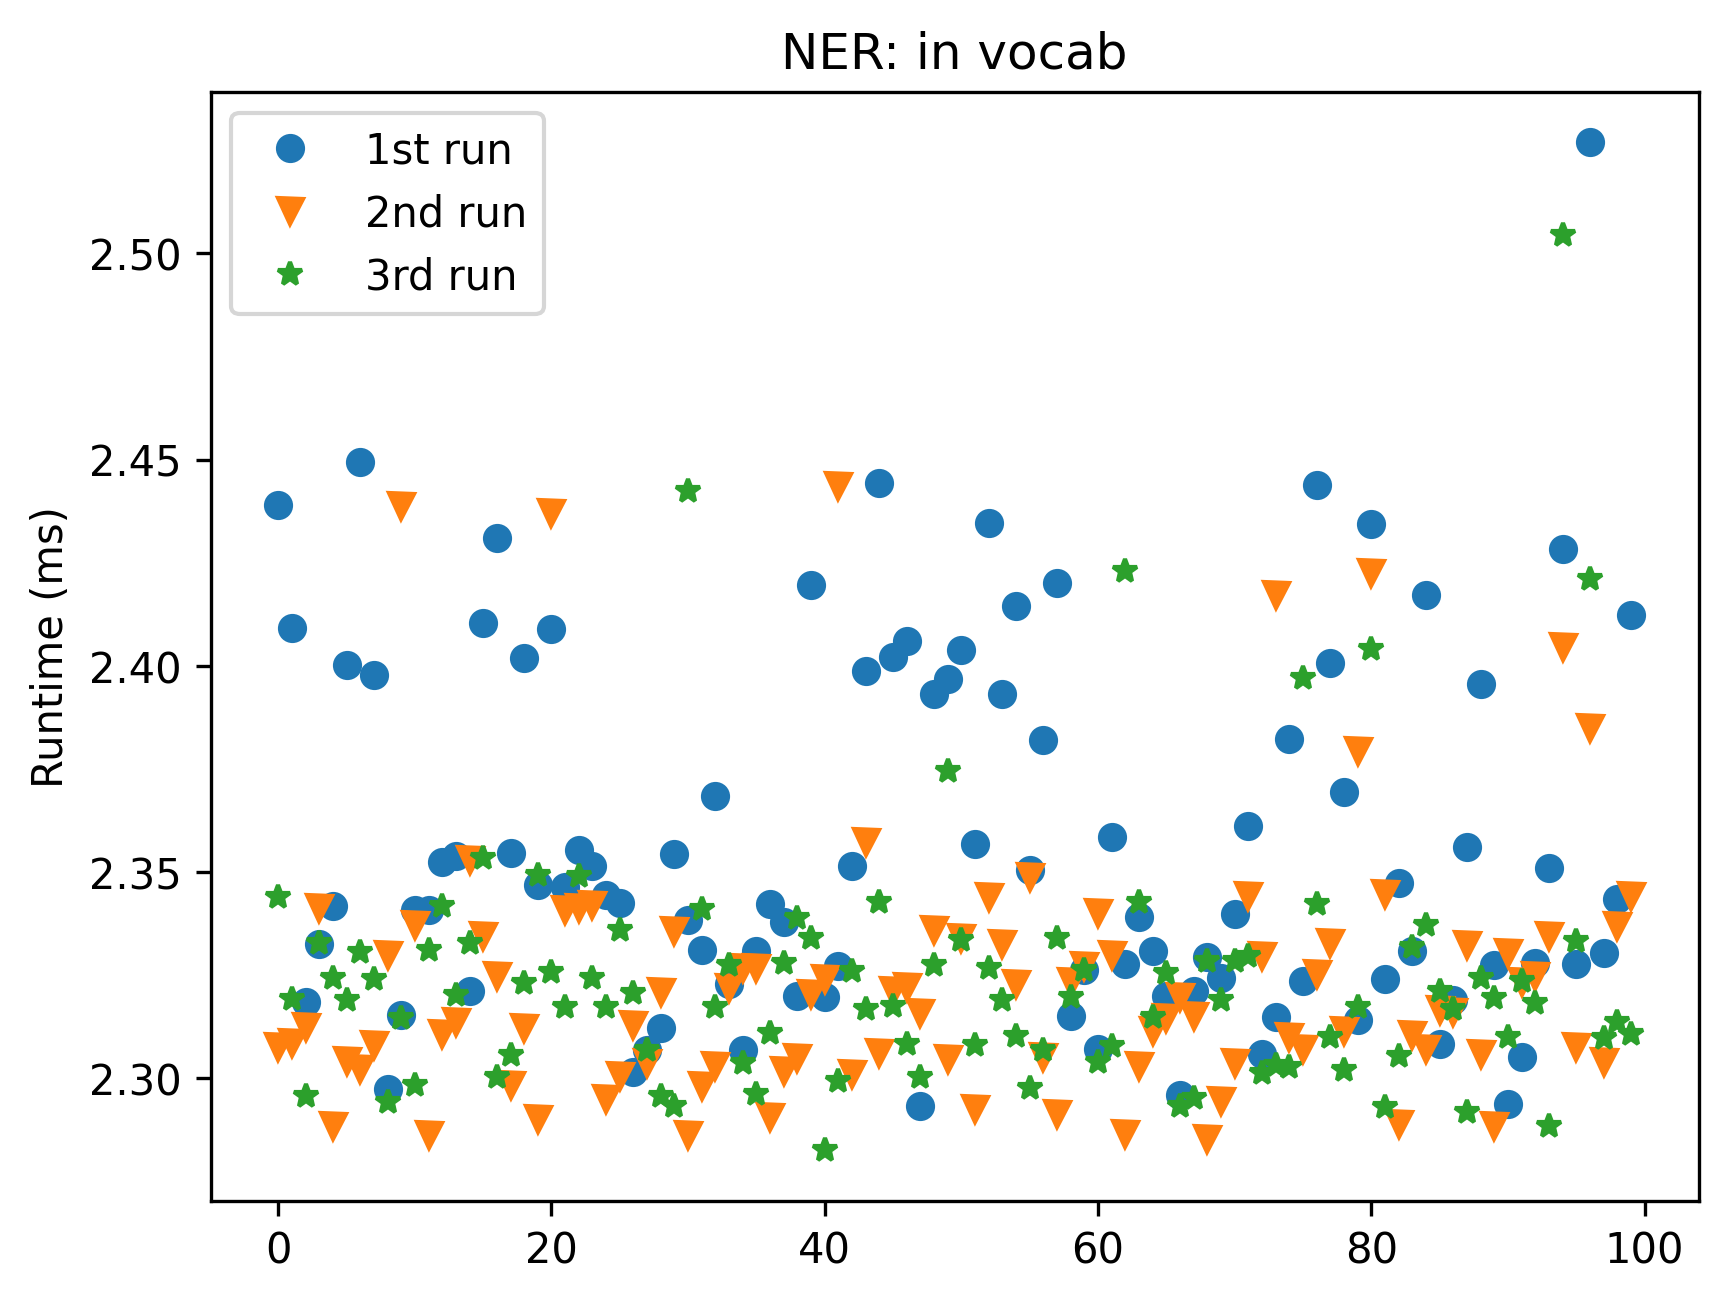 NER: in vocab
1st run
2nd run
3rd run
Runtime (ms)
2.50
2.45
2.40
2.35
2.30
0 20 40 60 80 100